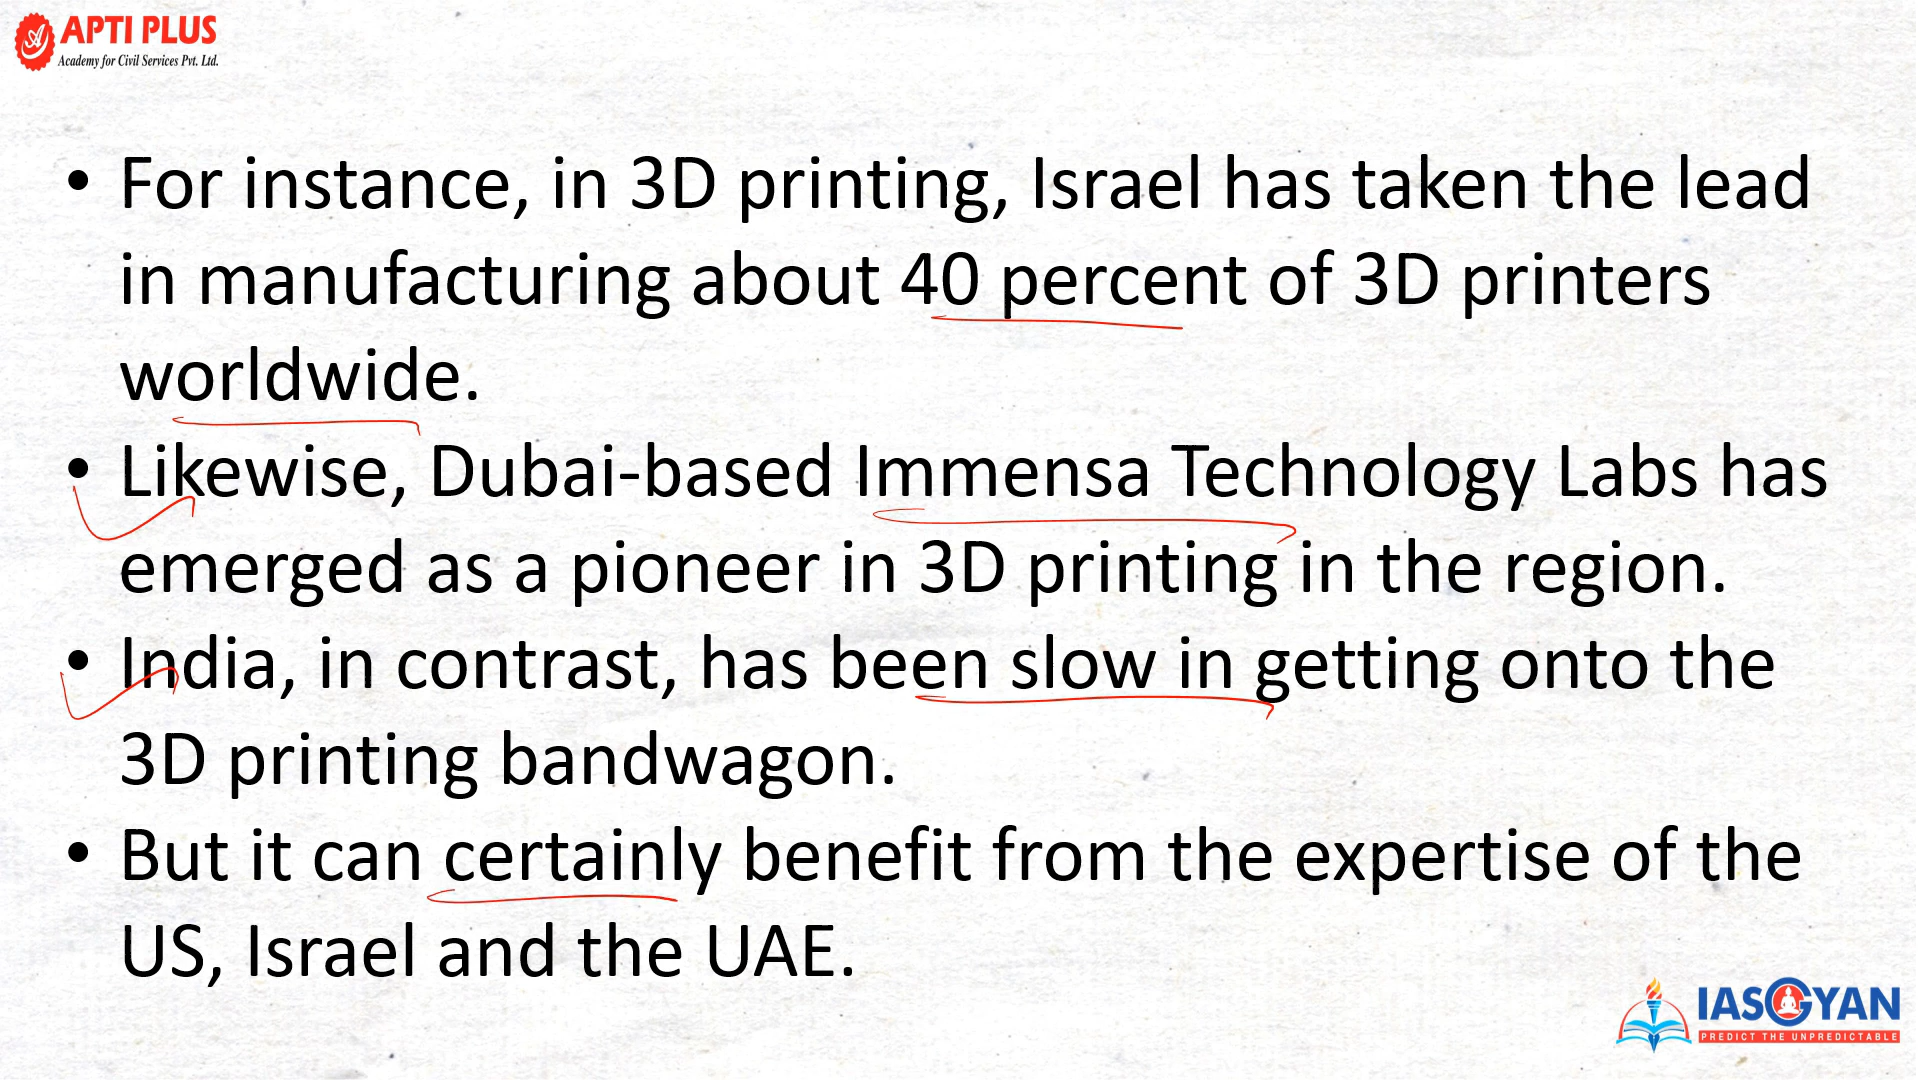 APTI PLUS
Academy for Civil Services Pvt. Ltd.
• For instance, in 3D printing, Israel has taken the lead
in manufacturing about 40 percent of 3D printers
worldwide.
• Likewise, Dubai-based Immensa Technology Labs has
emerged as a pioneer in 3D printing in the region.
• India, in contrast, has been slow in getting onto the
3D printing bandwagon.
• But it can certainly benefit from the expertise of the
US, Israel and the UAE.
IASGYAN
PREDICT THE UNPREDICTABLE